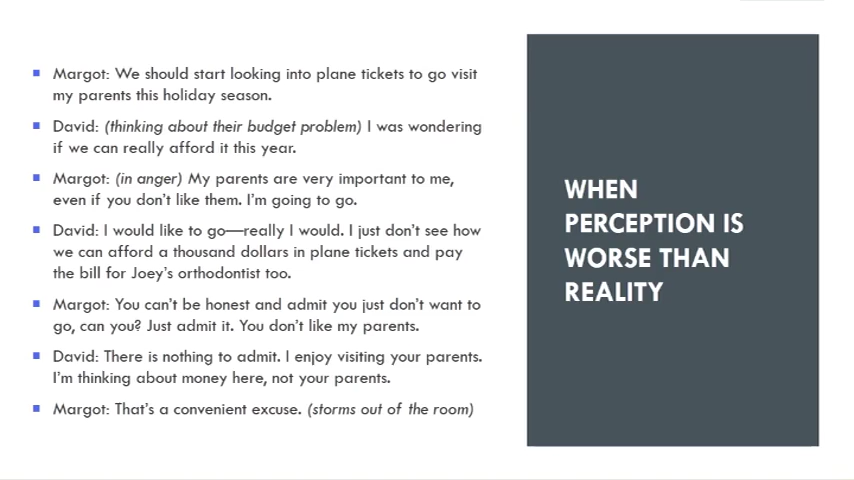 Margot: We should start looking into plane tickets to go visit
my parents this holiday season.
David: (thinking about their budget problem) I was wondering
if we can really afford it this year.
Margot: (in anger) My parents are very important to me,
even if you don't like them. I'm going to go.
David: I would like to go—really I would. I just don't see how
we can afford a thousand dollars in plane tickets and pay
the bill for Joey's orthodontist too.
Margot: You can't be honest and admit you just don't want to
go, can you? Just admit it. You don't like my parents.
David: There is nothing to admit. I enjoy visiting your parents.
I'm thinking about money here, not your parents.
Margot: That's a convenient excuse. (storms out of the room)
WHEN
PERCEPTION IS
WORSE THAN
REALITY